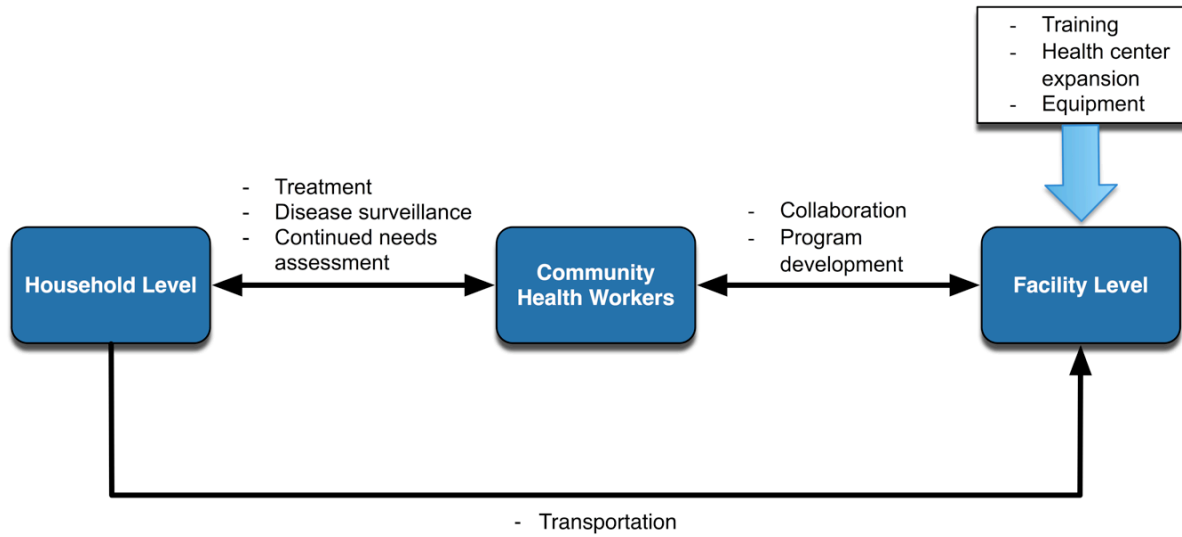 - Training
- Health center
expansion
- Equipment
- Treatment
- Disease surveillance
- Continued needs
assessment
- Collaboration
- Program
development
Household Level
Community
Health Workers
Facility Level
- Transportation